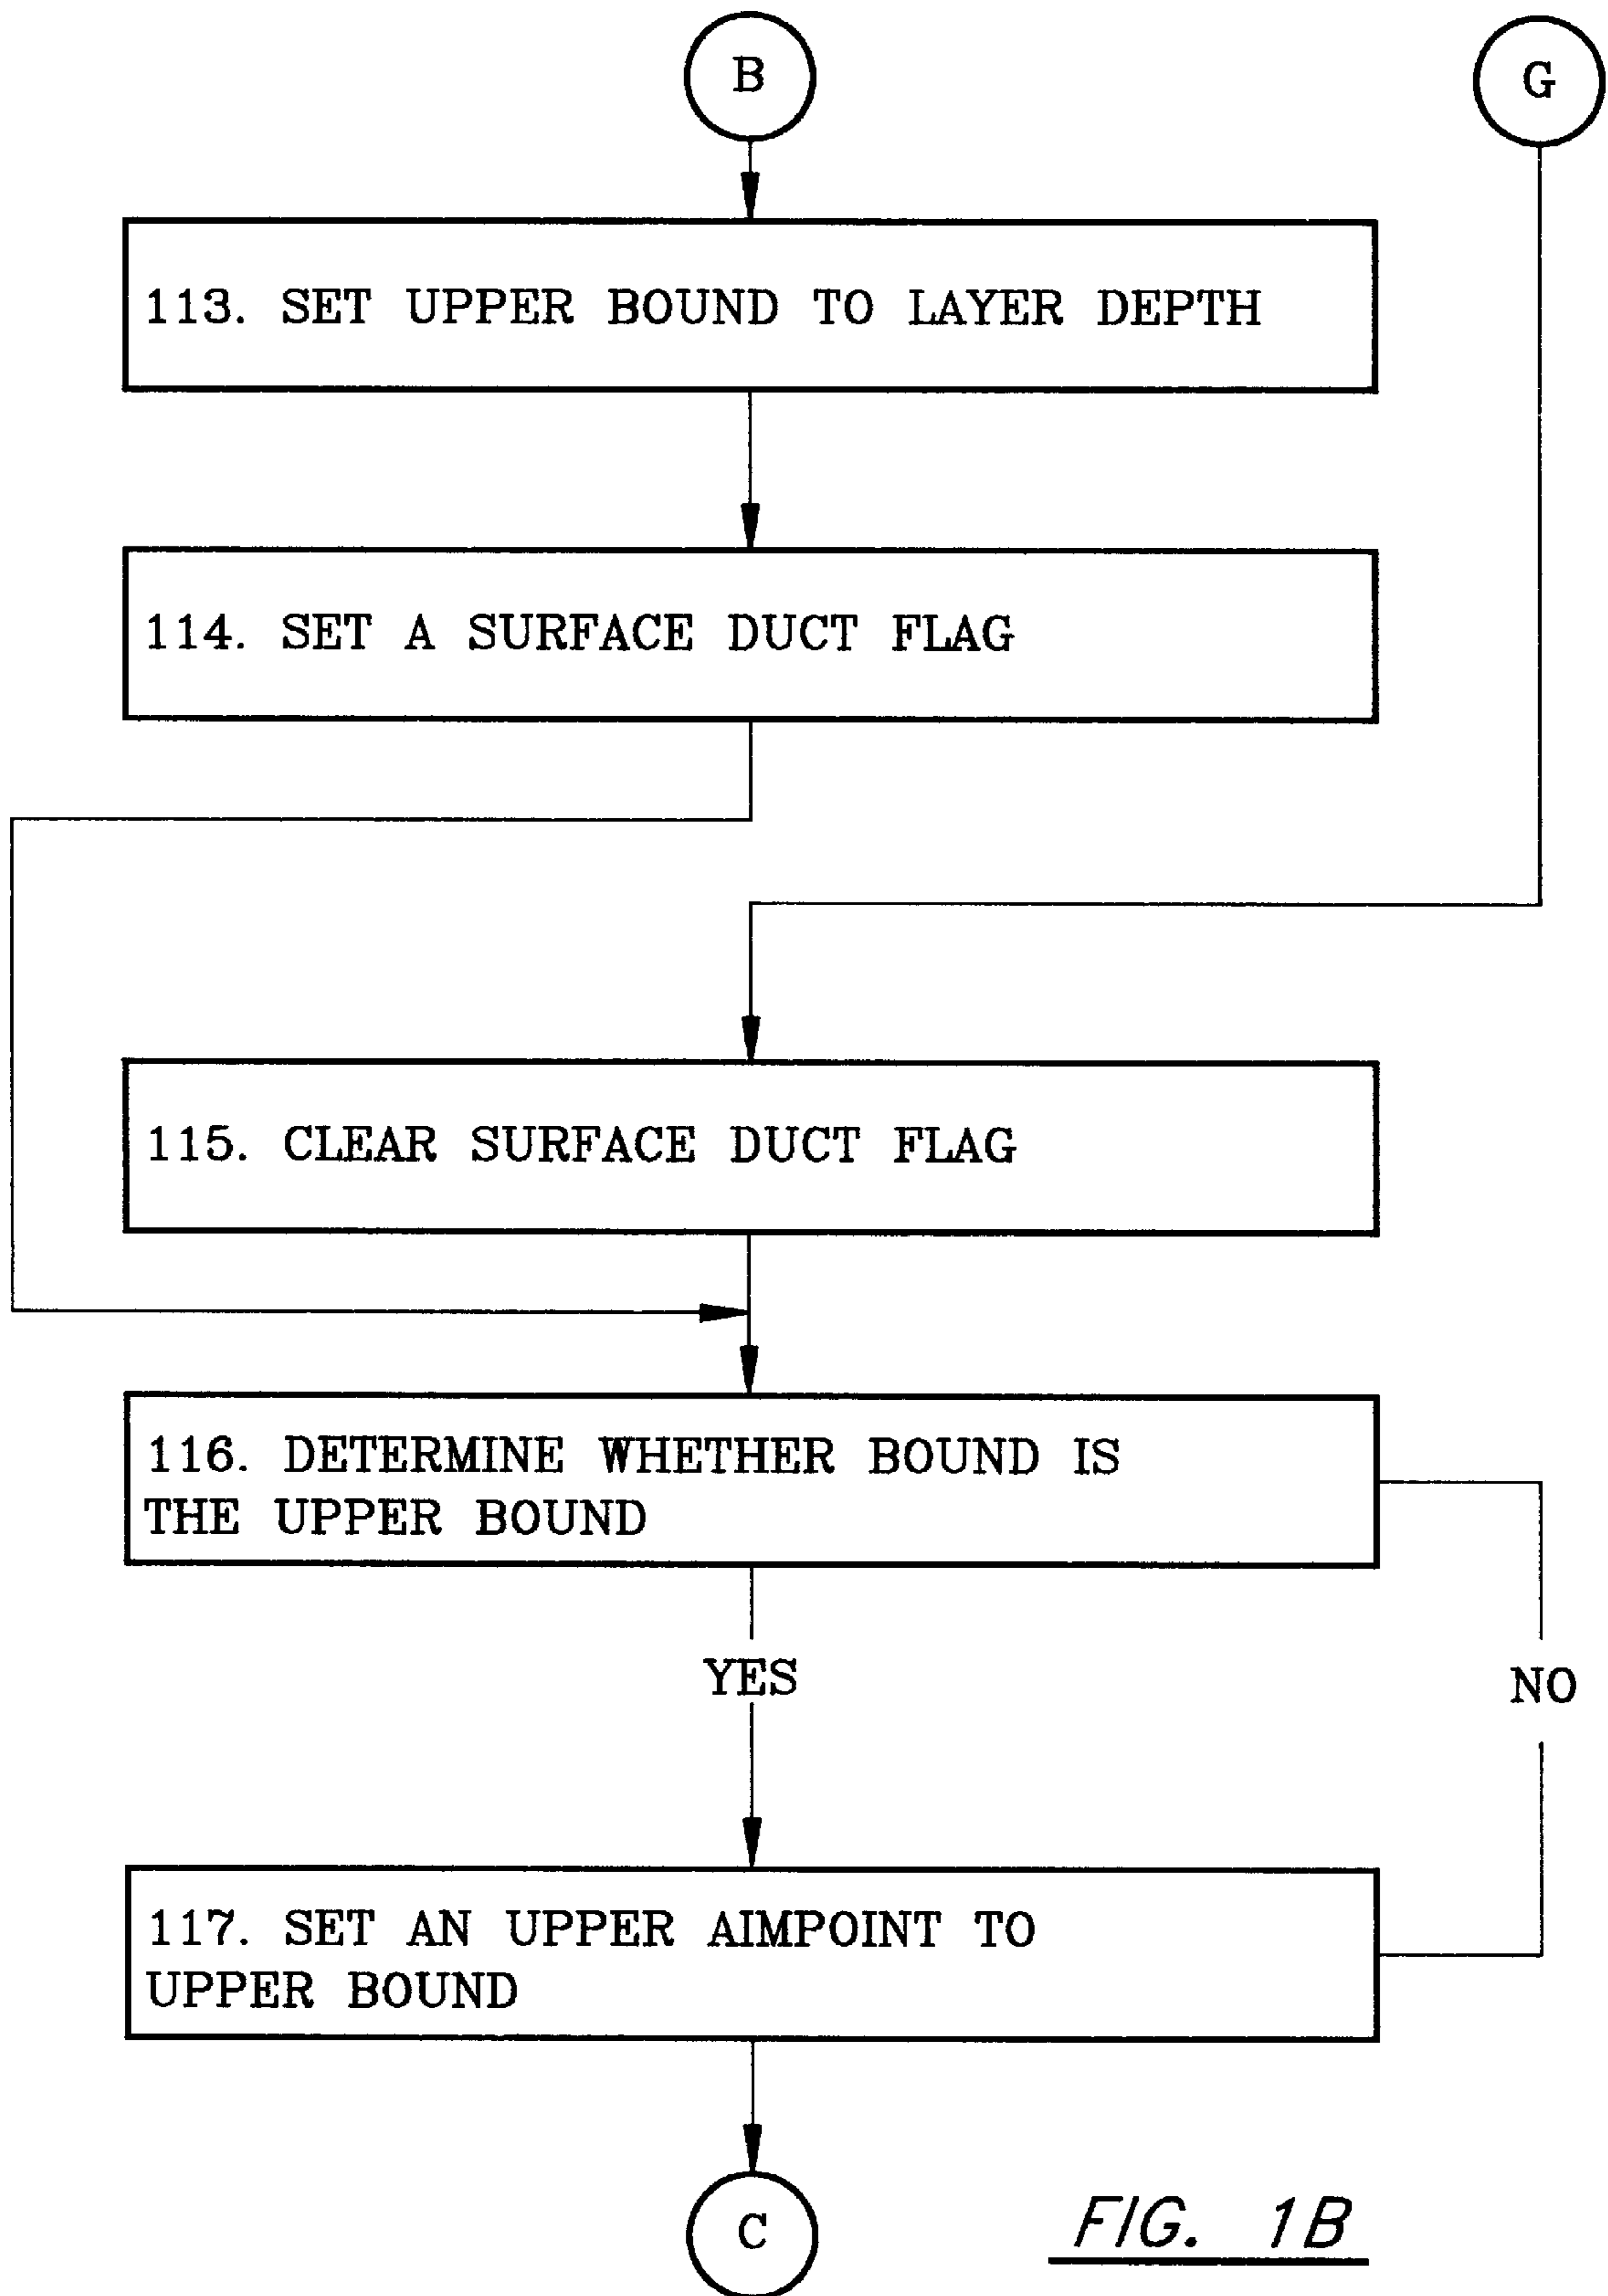 B
G
113. SET UPPER BOUND TO LAYER DEPTH
114. SET A SURFACE DUCT FLAG
115. CLEAR SURFACE DUCT FLAG
116. DETERMINE WHETHER BOUND IS
THE UPPER BOUND
YES
NO
117. SET AN UPPER AIMPOINT TO
UPPER BOUND
C
FIG. 1B